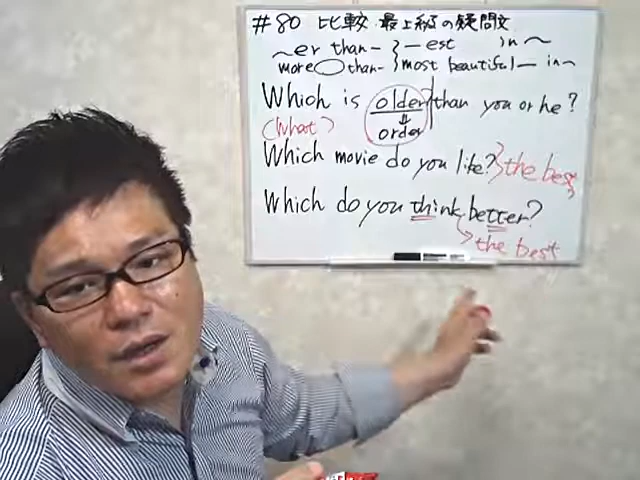 #80 比較・最上級の疑問文
～er than― } ―est in～
more ◯ than― } most beautiful― in～
Which is older than you or he?
(What) ⇩
order
Which movie do you like? } the best
Which do you think better?
→ the best